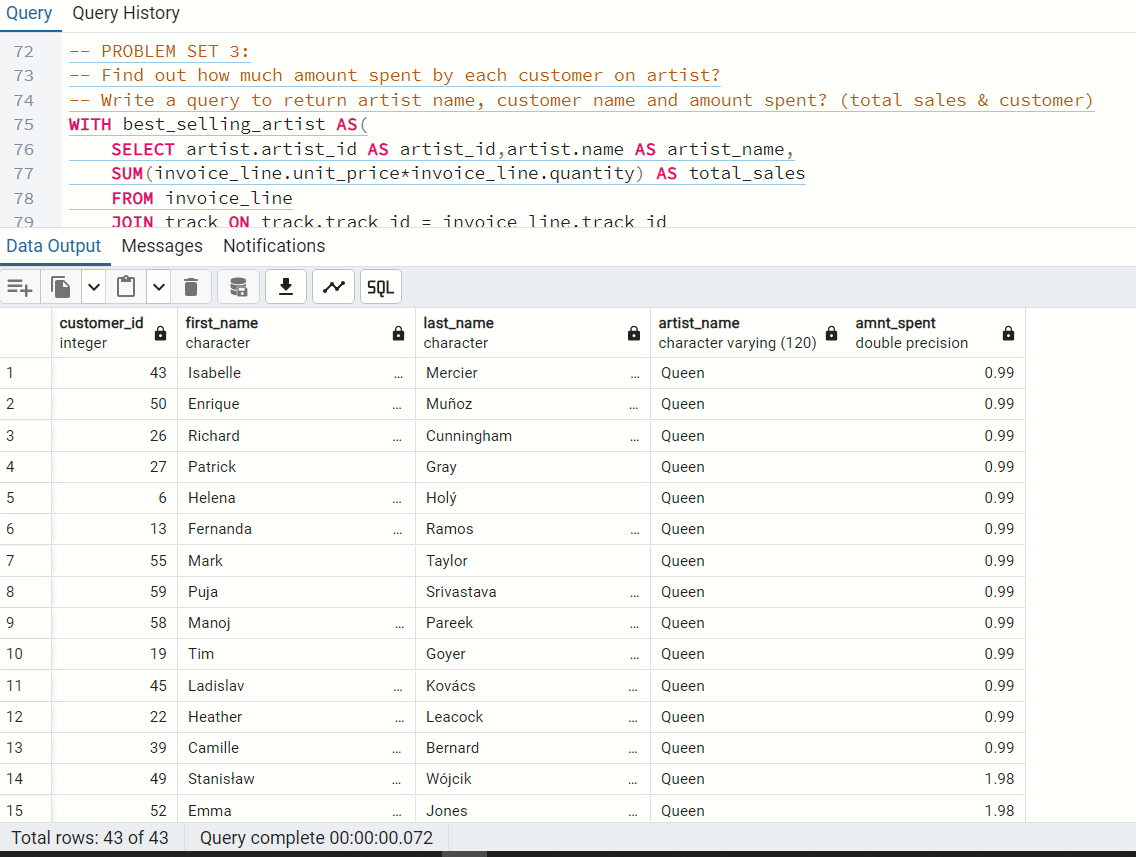 Query Query History
72 -- PROBLEM SET 3:
73 -- Find out how much amount spent by each customer on artist?
74 -- Write a query to return artist name, customer name and amount spent? (total sales & customer)
75 WITH best_selling_artist AS(
76 SELECT artist.artist_id AS artist_id,artist.name AS artist_name,
77 SUM(invoice_line.unit_price*invoice_line.quantity) AS total_sales
78 FROM invoice_line
79 JOIN track ON track.track_id = invoice_line.track_id
Data Output Messages Notifications
SQL
customer_id first_name last_name artist_name amnt_spent
integer character character character varying (120) double precision
1 43 Isabelle ... Mercier ... Queen 0.99
2 50 Enrique ... Muñoz ... Queen 0.99
3 26 Richard ... Cunningham ... Queen 0.99
4 27 Patrick Gray Queen 0.99
5 6 Helena ... Holý Queen 0.99
6 13 Fernanda ... Ramos ... Queen 0.99
7 55 Mark Taylor Queen 0.99
8 59 Puja Srivastava ... Queen 0.99
9 58 Manoj ... Pareek ... Queen 0.99
10 19 Tim Goyer ... Queen 0.99
11 45 Ladislav ... Kovács ... Queen 0.99
12 22 Heather ... Leacock ... Queen 0.99
13 39 Camille ... Bernard ... Queen 0.99
14 49 Stanisław ... Wójcik ... Queen 1.98
15 52 Emma ... Jones ... Queen 1.98
Total rows: 43 of 43 Query complete 00:00:00.072